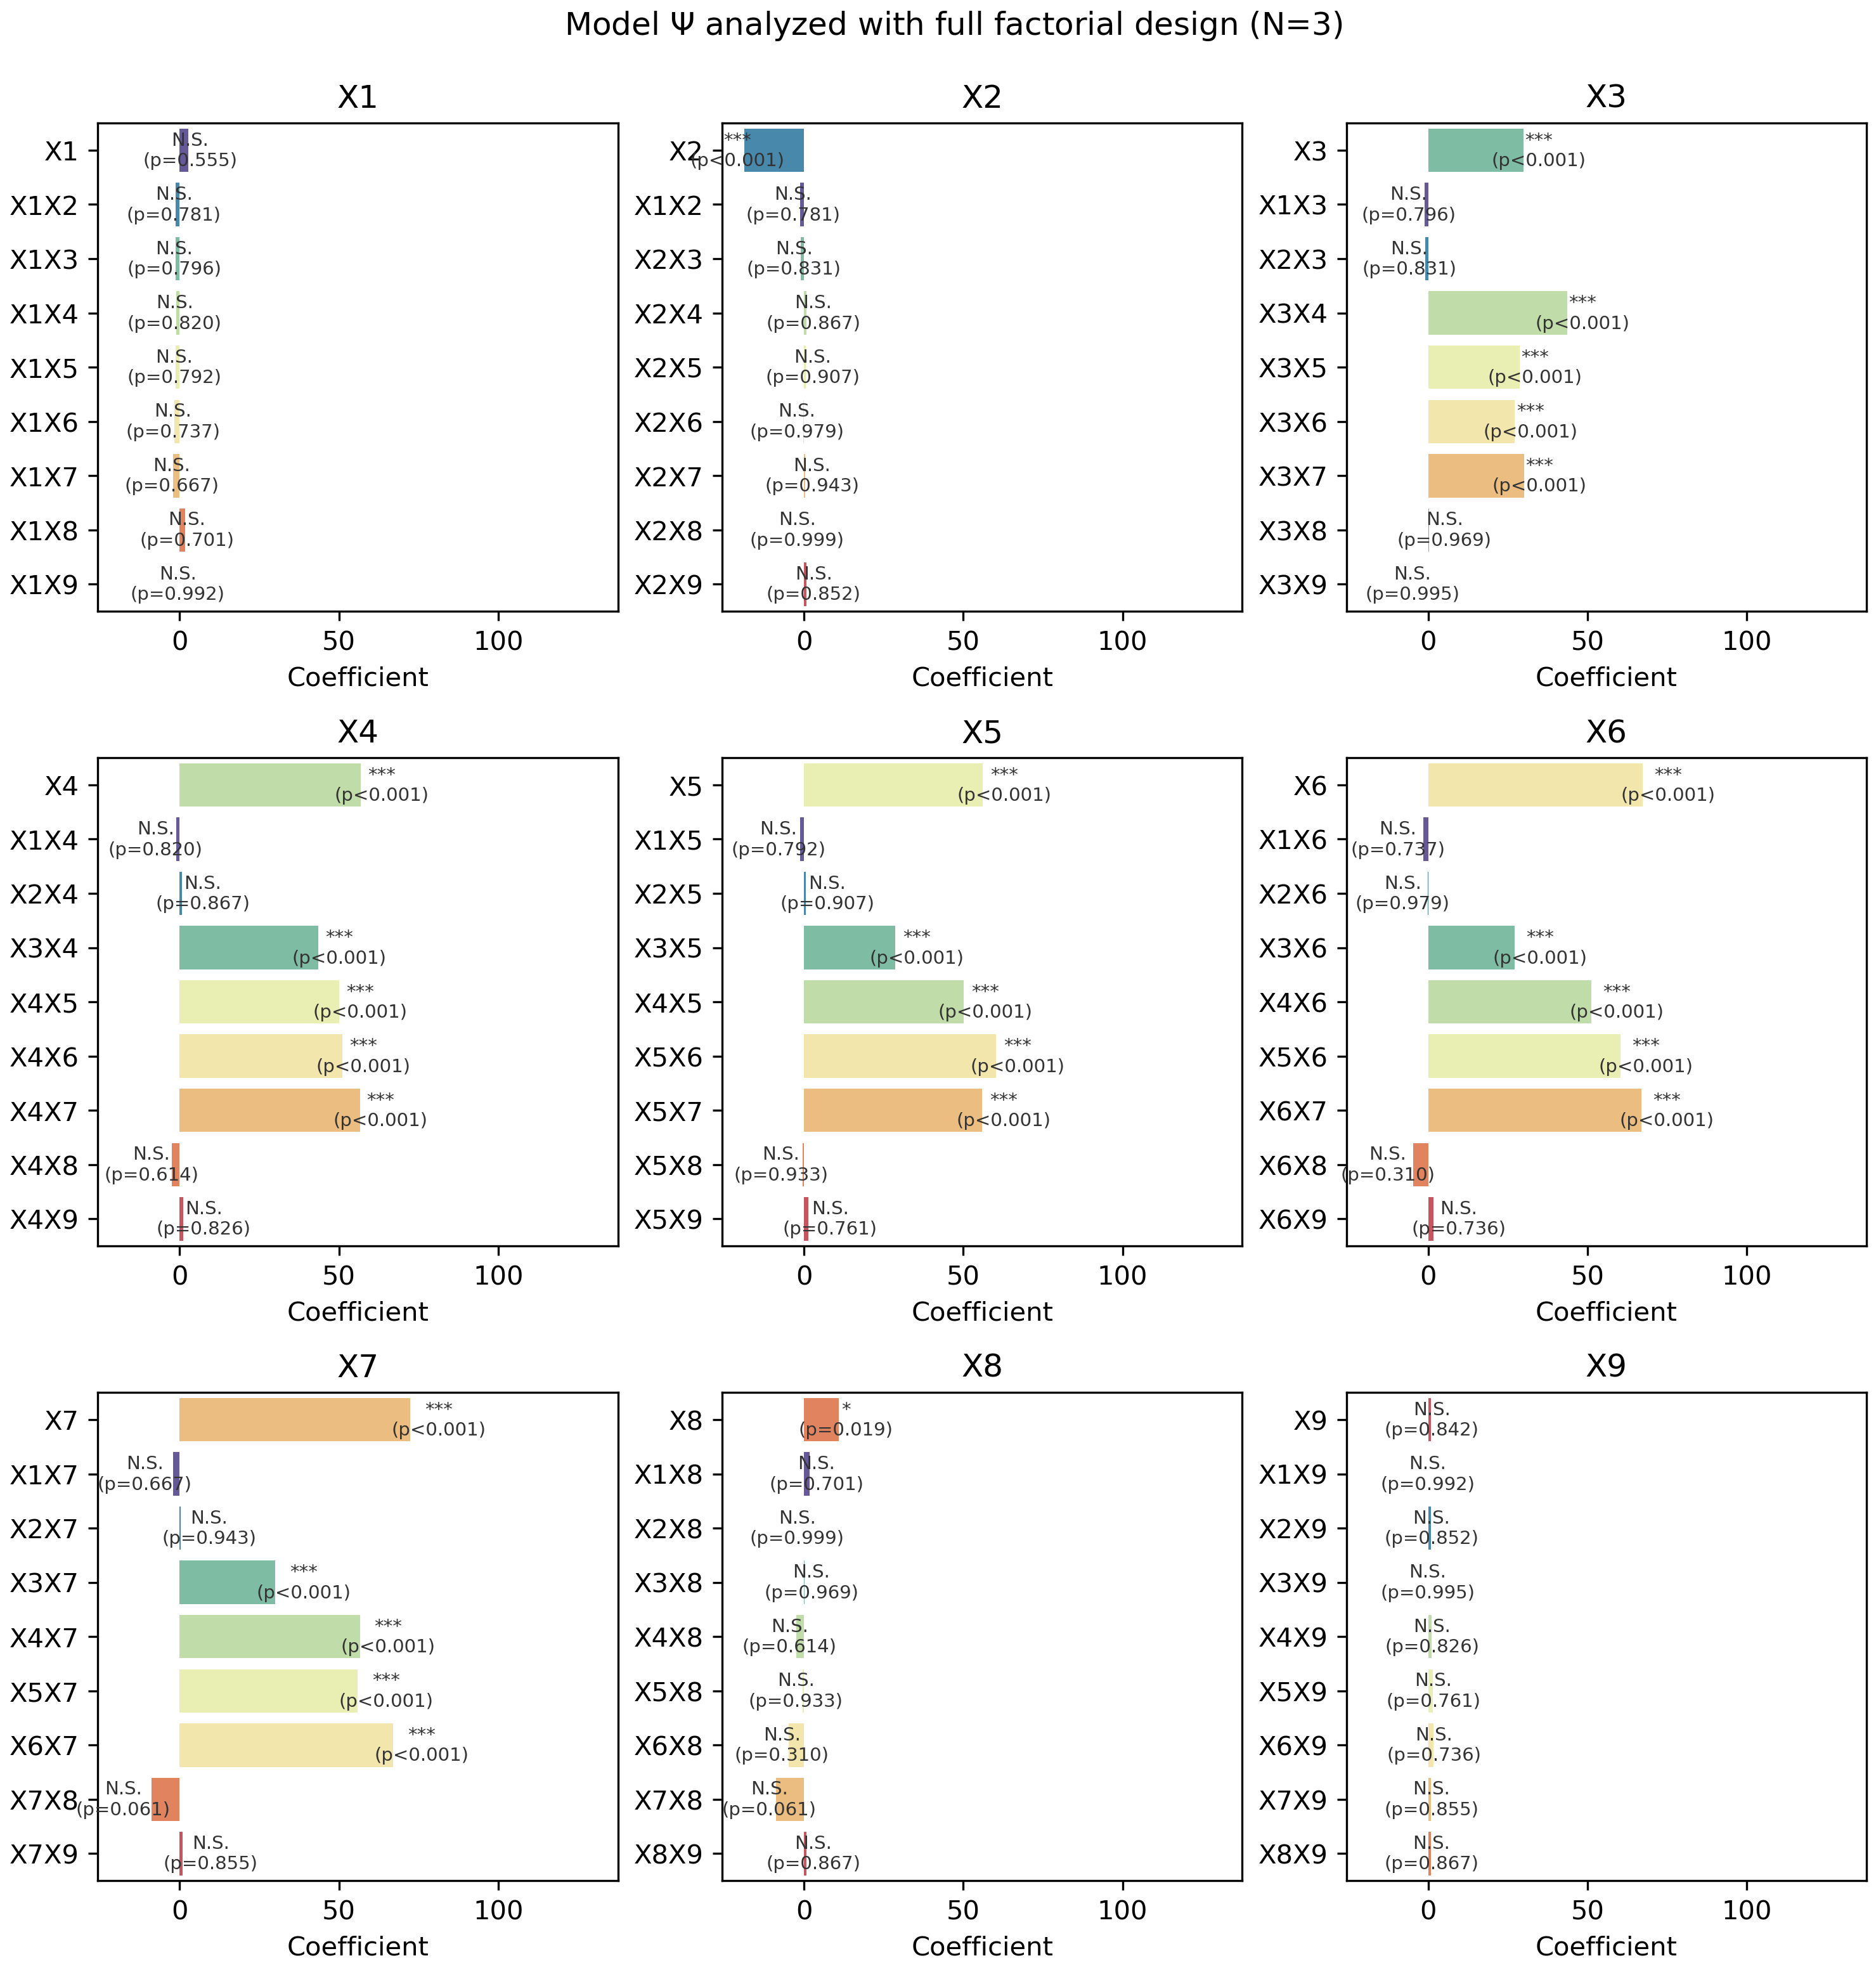 Model Ψ analyzed with full factorial design (N=3)
X1
X1
N.S.
(p=0.555)
X1X2
N.S.
(p=0.781)
X1X3
N.S.
(p=0.796)
X1X4
N.S.
(p=0.820)
X1X5
N.S.
(p=0.792)
X1X6
N.S.
(p=0.737)
X1X7
N.S.
(p=0.667)
X1X8
N.S.
(p=0.701)
X1X9
N.S.
(p=0.992)
0 50 100
Coefficient
X2
X2
***
(p<0.001)
X1X2
N.S.
(p=0.781)
X2X3
N.S.
(p=0.831)
X2X4
N.S.
(p=0.867)
X2X5
N.S.
(p=0.907)
X2X6
N.S.
(p=0.979)
X2X7
N.S.
(p=0.943)
X2X8
N.S.
(p=0.999)
X2X9
N.S.
(p=0.852)
0 50 100
Coefficient
X3
X3
***
(p<0.001)
X1X3
N.S.
(p=0.796)
X2X3
N.S.
(p=0.831)
X3X4
***
(p<0.001)
X3X5
***
(p<0.001)
X3X6
***
(p<0.001)
X3X7
***
(p<0.001)
X3X8
N.S.
(p=0.969)
X3X9
N.S.
(p=0.995)
0 50 100
Coefficient
X4
X4
***
(p<0.001)
X1X4
N.S.
(p=0.820)
X2X4
N.S.
(p=0.867)
X3X4
***
(p<0.001)
X4X5
***
(p<0.001)
X4X6
***
(p<0.001)
X4X7
***
(p<0.001)
X4X8
N.S.
(p=0.614)
X4X9
N.S.
(p=0.826)
0 50 100
Coefficient
X5
X5
***
(p<0.001)
X1X5
N.S.
(p=0.792)
X2X5
N.S.
(p=0.907)
X3X5
***
(p<0.001)
X4X5
***
(p<0.001)
X5X6
***
(p<0.001)
X5X7
***
(p<0.001)
X5X8
N.S.
(p=0.933)
X5X9
N.S.
(p=0.761)
0 50 100
Coefficient
X6
X6
***
(p<0.001)
X1X6
N.S.
(p=0.737)
X2X6
N.S.
(p=0.979)
X3X6
***
(p<0.001)
X4X6
***
(p<0.001)
X5X6
***
(p<0.001)
X6X7
***
(p<0.001)
X6X8
N.S.
(p=0.310)
X6X9
N.S.
(p=0.736)
0 50 100
Coefficient
X7
X7
***
(p<0.001)
X1X7
N.S.
(p=0.667)
X2X7
N.S.
(p=0.943)
X3X7
***
(p<0.001)
X4X7
***
(p<0.001)
X5X7
***
(p<0.001)
X6X7
***
(p<0.001)
X7X8
N.S.
(p=0.061)
X7X9
N.S.
(p=0.855)
0 50 100
Coefficient
X8
X8
*
(p=0.019)
X1X8
N.S.
(p=0.701)
X2X8
N.S.
(p=0.999)
X3X8
N.S.
(p=0.969)
X4X8
N.S.
(p=0.614)
X5X8
N.S.
(p=0.933)
X6X8
N.S.
(p=0.310)
X7X8
N.S.
(p=0.061)
X8X9
N.S.
(p=0.867)
0 50 100
Coefficient
X9
X9
N.S.
(p=0.842)
X1X9
N.S.
(p=0.992)
X2X9
N.S.
(p=0.852)
X3X9
N.S.
(p=0.995)
X4X9
N.S.
(p=0.826)
X5X9
N.S.
(p=0.761)
X6X9
N.S.
(p=0.736)
X7X9
N.S.
(p=0.855)
X8X9
N.S.
(p=0.867)
0 50 100
Coefficient